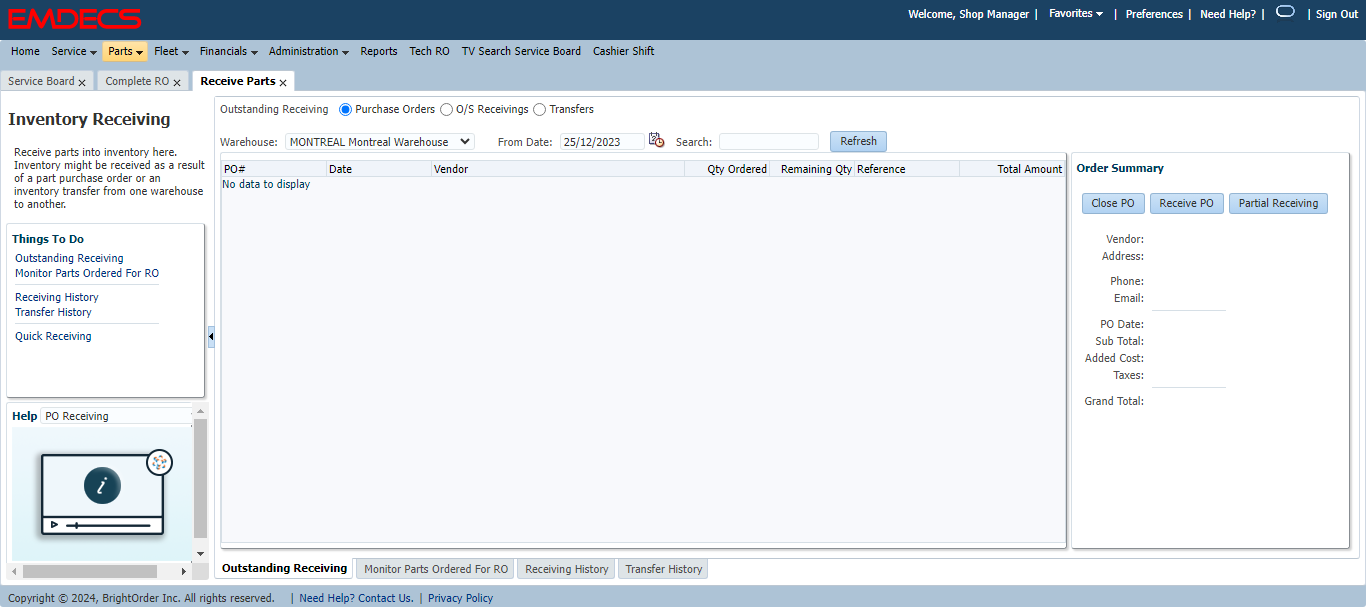 EMDECS
Welcome, Shop Manager | Favorites | Preferences | Need Help? | | Sign Out
Home Service Parts Fleet Financials Administration Reports Tech RO TV Search Service Board Cashier Shift
Service Board x Complete RO x Receive Parts x
Inventory Receiving
Receive parts into inventory here.
Inventory might be received as a result
of a part purchase order or an
inventory transfer from one warehouse
to another.
Things To Do
Outstanding Receiving
Monitor Parts Ordered For RO
Receiving History
Transfer History
Quick Receiving
Help PO Receiving
i
Outstanding Receiving Purchase Orders O/S Receivings Transfers
Warehouse: MONTREAL Montreal Warehouse From Date: 25/12/2023 Search: Refresh
PO# Date Vendor Qty Ordered Remaining Qty Reference Total Amount
No data to display
Order Summary
Close PO Receive PO Partial Receiving
Vendor:
Address:
Phone:
Email:
PO Date:
Sub Total:
Added Cost:
Taxes:
Grand Total:
Outstanding Receiving Monitor Parts Ordered For RO Receiving History Transfer History
Copyright © 2024, BrightOrder Inc. All rights reserved. | Need Help? Contact Us. | Privacy Policy